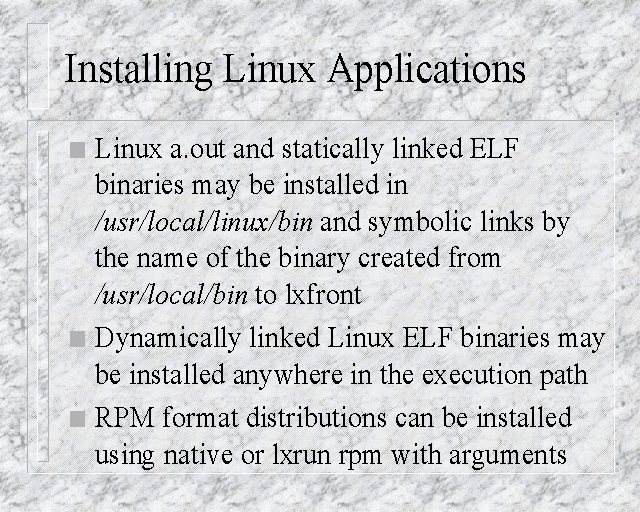 Installing Linux Applications
Linux a.out and statically linked ELF
binaries may be installed in
/usr/local/linux/bin and symbolic links by
the name of the binary created from
/usr/local/bin to lxfront
Dynamically linked Linux ELF binaries may
be installed anywhere in the execution path
RPM format distributions can be installed
using native or lxrun rpm with arguments